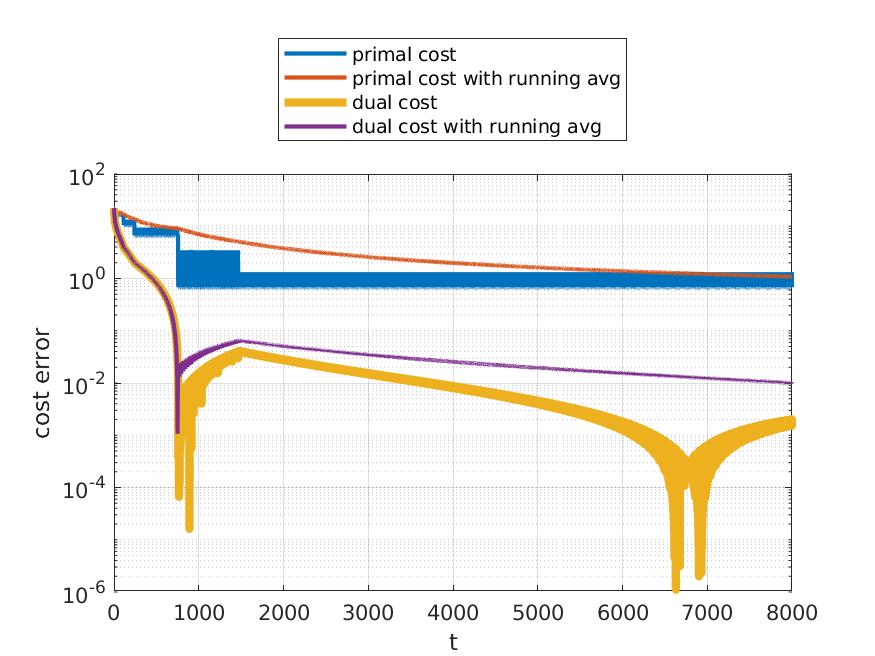 primal cost
primal cost with running avg
dual cost
dual cost with running avg
10^2
10^0
10^-2
10^-4
10^-6
cost error
0 1000 2000 3000 4000 5000 6000 7000 8000
t